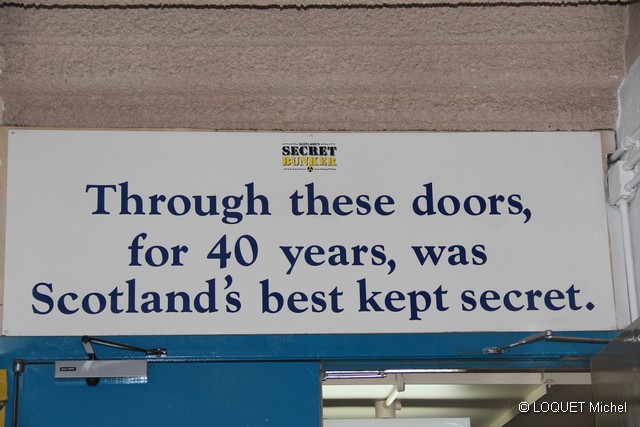 SCOTLAND'S
SECRET
BUNKER
Through these doors,
for 40 years, was
Scotland's best kept secret.
© LOQUET Michel